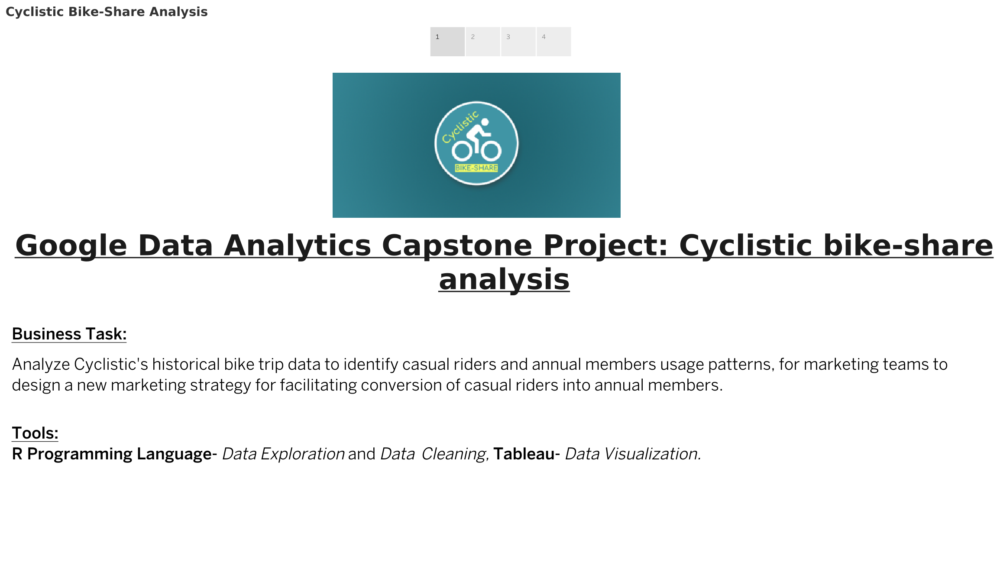 Cyclistic Bike-Share Analysis
1 2 3 4
Cyclistic
BIKE-SHARE
Google Data Analytics Capstone Project: Cyclistic bike-share
analysis
Business Task:
Analyze Cyclistic's historical bike trip data to identify casual riders and annual members usage patterns, for marketing teams to
design a new marketing strategy for facilitating conversion of casual riders into annual members.
Tools:
R Programming Language- Data Exploration and Data Cleaning, Tableau- Data Visualization.